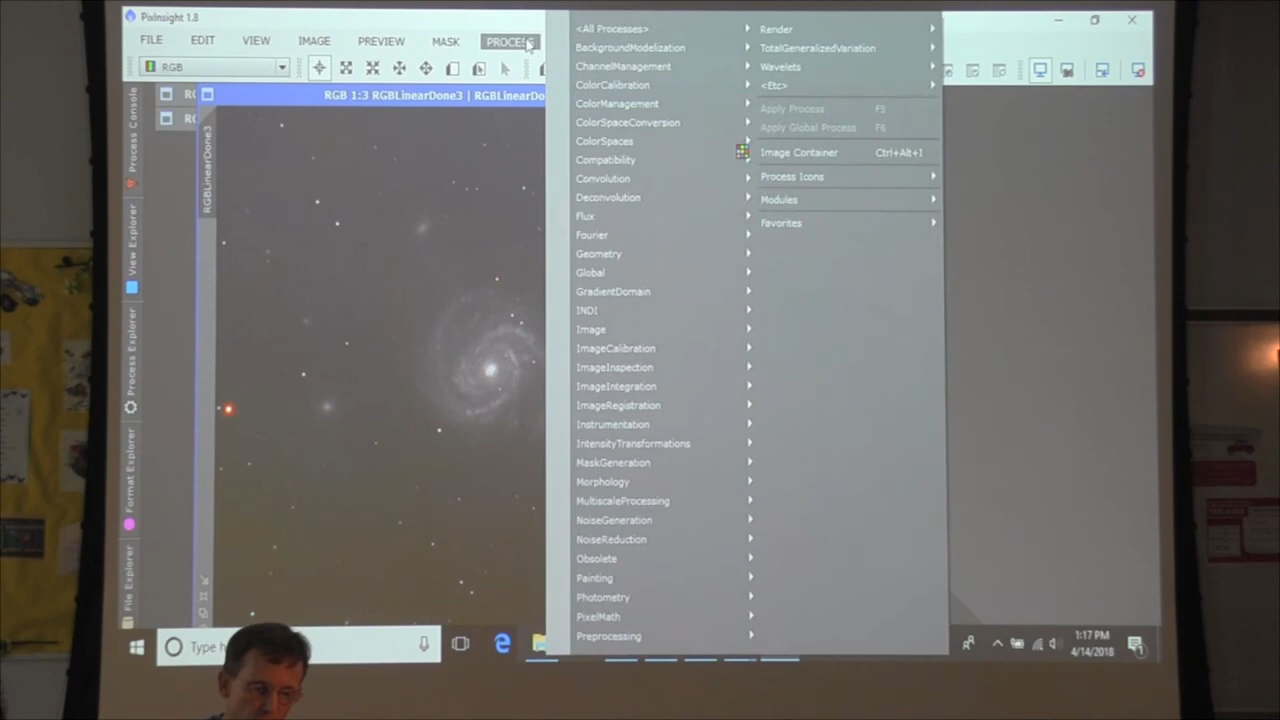 PixInsight 1.8
FILE EDIT VIEW IMAGE PREVIEW MASK PROCESS
RGB
RGB 1:3 RGBLinearDone3 | RGBLinearDo
RGBLinearDone3
Process Console
View Explorer
Process Explorer
Format Explorer
File Explorer
<All Processes>
BackgroundModelization
ChannelManagement
ColorCalibration
ColorManagement
ColorSpaceConversion
ColorSpaces
Compatibility
Convolution
Deconvolution
Flux
Fourier
Geometry
Global
GradientDomain
INDI
Image
ImageCalibration
ImageInspection
ImageIntegration
ImageRegistration
Instrumentation
IntensityTransformations
MaskGeneration
Morphology
MultiscaleProcessing
NoiseGeneration
NoiseReduction
Obsolete
Painting
Photometry
PixelMath
Preprocessing
Render
TotalGeneralizedVariation
Wavelets
<Etc>
Apply Process F5
Apply Global Process F6
Image Container Ctrl+Alt+I
Process Icons
Modules
Favorites
Type h
1:17 PM
4/14/2018